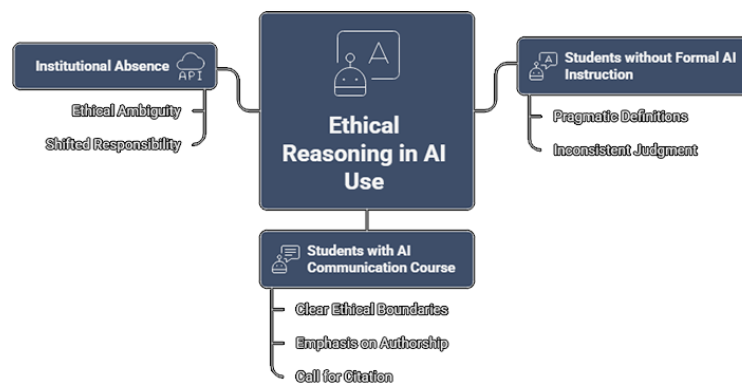 Institutional Absence
API
Ethical Ambiguity
Shifted Responsibility
A
Ethical
Reasoning in AI
Use
A
Students without Formal AI
Instruction
Pragmatic Definitions
Inconsistent Judgment
Students with AI
Communication Course
Clear Ethical Boundaries
Emphasis on Authorship
Call for Citation